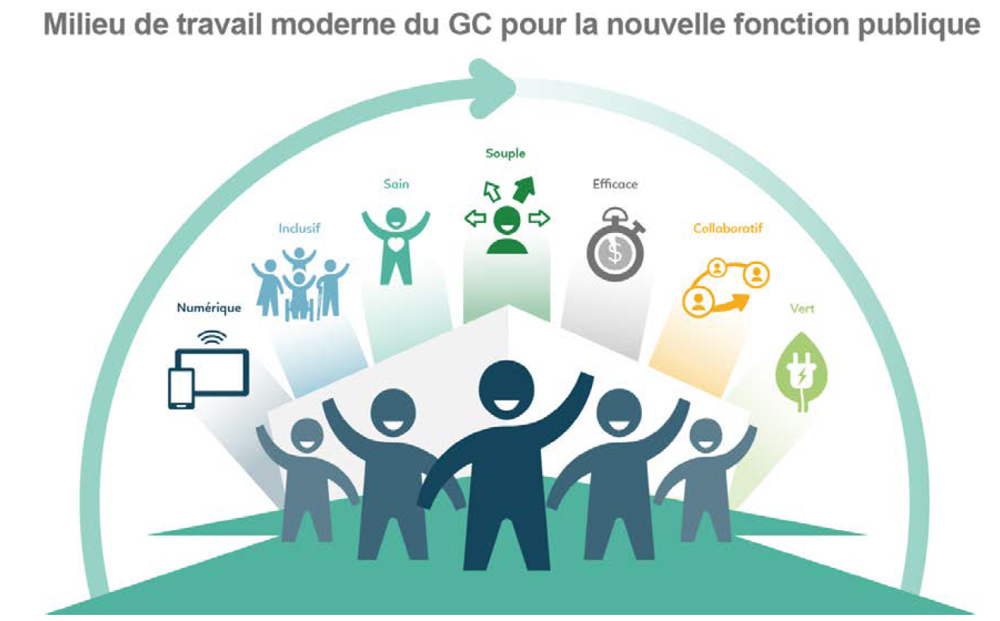 Milieu de travail moderne du GC pour la nouvelle fonction publique
Souple
Sain
Efficace
Inclusif
Collaboratif
Numérique
Vert
$